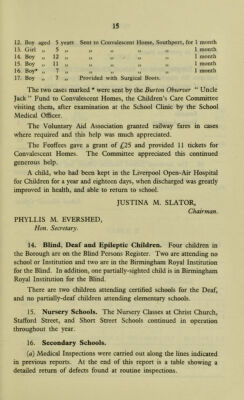 15
12. Boy aged 5 years Sent to Convalescent Home, Southport, for 1 month
13. Girl „ 5 „ „ „ „ „ 1 month
14. Boy „ 12 „ „ „ „ „ 1 month
15. Boy „ 11 „ „ „ „ „ 1 month
16. Boy* „ 7 „ „ „ „ „ 1 month
17. Boy „ 7 „ Provided with Surgical Boots.
The two cases marked * were sent by the Burton Observer “ Uncle
Jack ” Fund to Convalescent Homes, the Children's Care Committee
visiting them, after examination at the School Clinic by the School
Medical Officer.
The Voluntary Aid Association granted railway fares in cases
where required and this help was much appreciated.
The Feoffees gave a grant of £25 and provided 11 tickets for
Convalescent Homes. The Committee appreciated this continued
generous help.
A child, who had been kept in the Liverpool Open-Air Hospital
for Children for a year and eighteen days, when discharged was greatly
improved in health, and able to return to school.
JUSTINA M. SLATOR,
Chairman.
PHYLLIS M. EVERSHED,
Hon. Secretary.
14. Blind, Deaf and Epileptic Children. Four children in
the Borough are on the Blind Persons Register. Two are attending no
school or Institution and two are in the Birmingham Royal Institution
for the Blind. In addition, one partially-sighted child is in Birmingham
Royal Institution for the Blind.
There are two children attending certified schools for the Deaf,
and no partially-deaf children attending elementary schools.
15. Nursery Schools. The Nursery Classes at Christ Church,
Stafford Street, and Short Street Schools continued in operation
throughout the year.
16. Secondary Schools.
(a) Medical Inspections were carried out along the lines indicated
in previous reports. At the end of this report is a table showing a
detailed return of defects found at routine inspections.